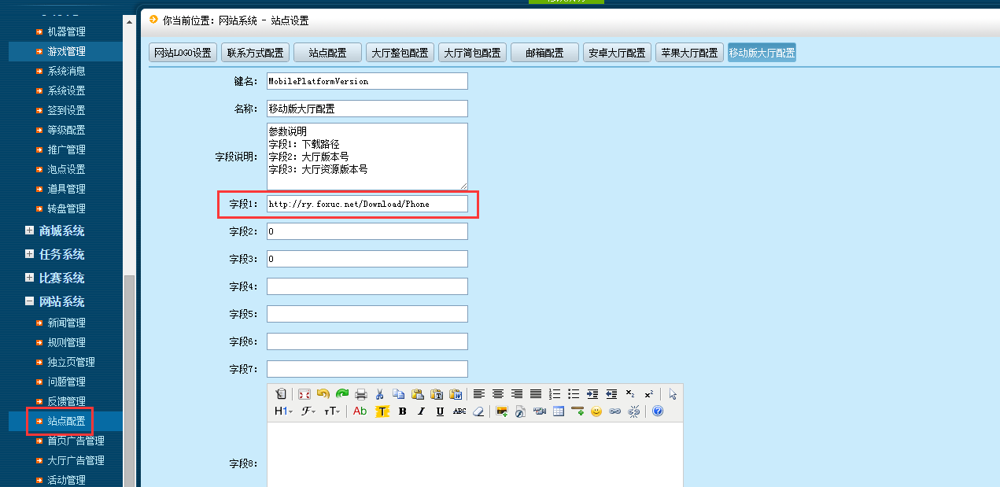 机器管理
游戏管理
系统消息
系统设置
签到设置
等级配置
推广管理
泡点设置
道具管理
转盘管理
商城系统
任务系统
比赛系统
网站系统
新闻管理
规则管理
独立页管理
问题管理
反馈管理
站点配置
首页广告管理
大厅广告管理
活动管理
你当前位置：网站系统 - 站点设置
网站LOGO设置 联系方式配置 站点配置 大厅整包配置 大厅简包配置 邮箱配置 安卓大厅配置 苹果大厅配置 移动版大厅配置
键名： MobilePlatformVersion
名称： 移动版大厅配置
字段说明：
参数说明
字段1：下载路径
字段2：大厅版本号
字段3：大厅资源版本号
字段1： http://ry.foxuc.net/Download/Phone
字段2： 0
字段3： 0
字段4：
字段5：
字段6：
字段7：
H1 F TT Ab T B I U ABC
字段8：